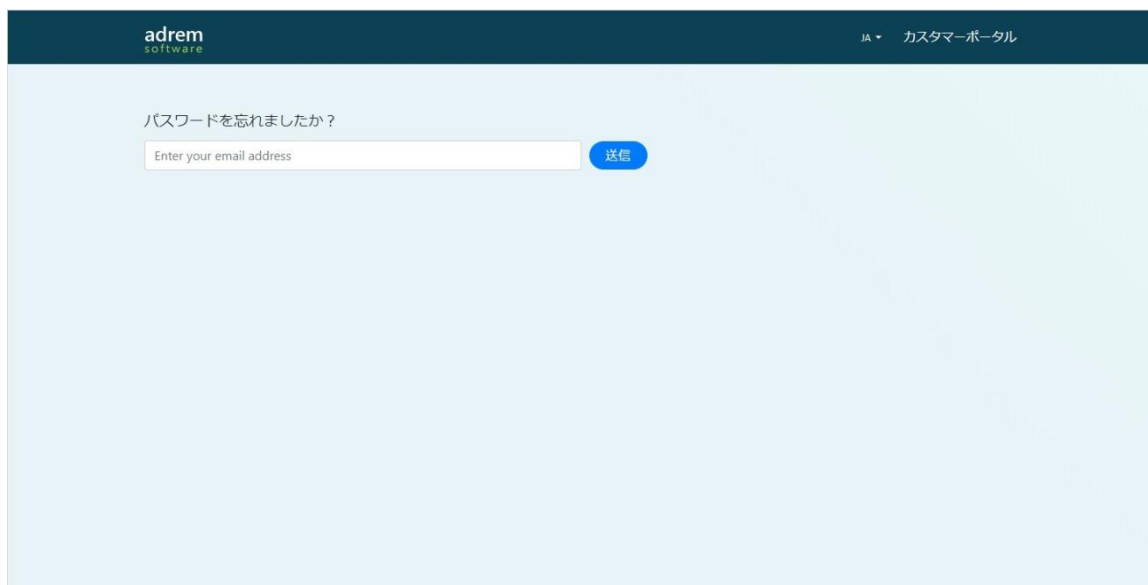 adrem
software
JA カスタマーポータル
パスワードを忘れましたか？
Enter your email address
送信